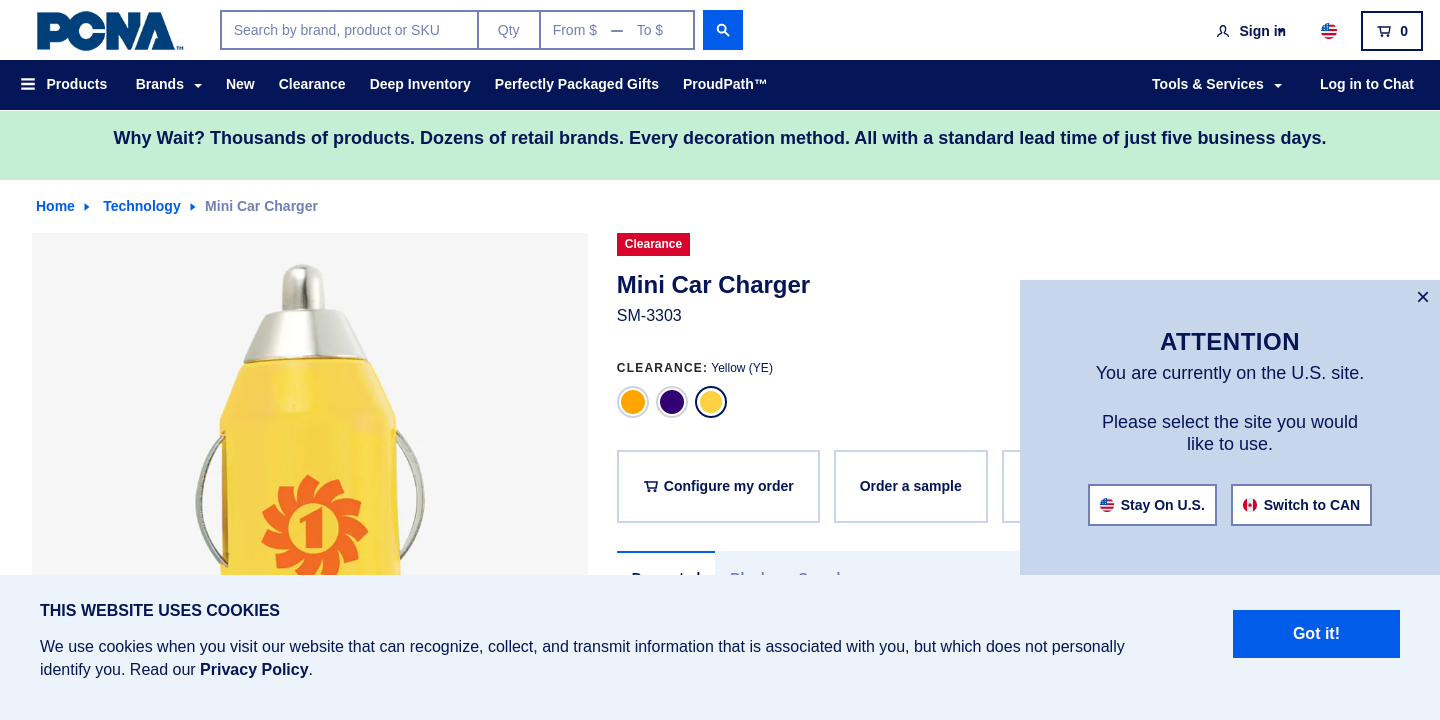 PCNA™
Search by brand, product or SKU
Qty
From $ — To $
Sign in
0
Products
Brands
New
Clearance
Deep Inventory
Perfectly Packaged Gifts
ProudPath™
Tools & Services
Log in to Chat
Why Wait? Thousands of products. Dozens of retail brands. Every decoration method. All with a standard lead time of just five business days.
Home
Technology
Mini Car Charger
Clearance
Mini Car Charger
SM-3303
CLEARANCE: Yellow (YE)
1
Configure my order
Order a sample
×
ATTENTION
You are currently on the U.S. site.
Please select the site you would
like to use.
Stay On U.S.
Switch to CAN
THIS WEBSITE USES COOKIES
We use cookies when you visit our website that can recognize, collect, and transmit information that is associated with you, but which does not personally
identify you. Read our Privacy Policy.
Got it!